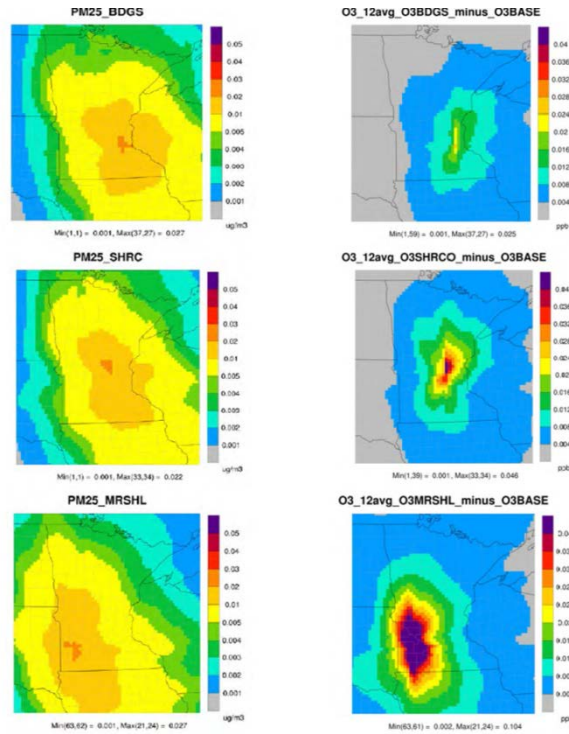 PM25_BDGS
0.05
0.04
0.03
0.02
0.01
0.005
0.004
0.003
0.002
0.001
ug/m3
Min(1,1) = 0.001, Max(37,27) = 0.027
O3_12avg_O3BDGS_minus_O3BASE
0.04
0.036
0.032
0.028
0.024
0.02
0.016
0.012
0.008
0.004
ppb
Min(1,59) = 0.001, Max(37,27) = 0.025
PM25_SHRC
0.05
0.04
0.03
0.02
0.01
0.005
0.004
0.003
0.002
0.001
ug/m3
Min(1,1) = 0.001, Max(33,34) = 0.022
O3_12avg_O3SHRCO_minus_O3BASE
ppb
Min(1,39) = 0.001, Max(33,34) = 0.046
PM25_MRSHL
0.05
0.04
0.03
0.02
0.01
0.005
0.004
0.003
0.002
0.001
ug/m3
Min(63,62) = 0.001, Max(21,24) = 0.027
O3_12avg_O3MRSHL_minus_O3BASE
Min(63,61) = 0.002, Max(21,24) = 0.104